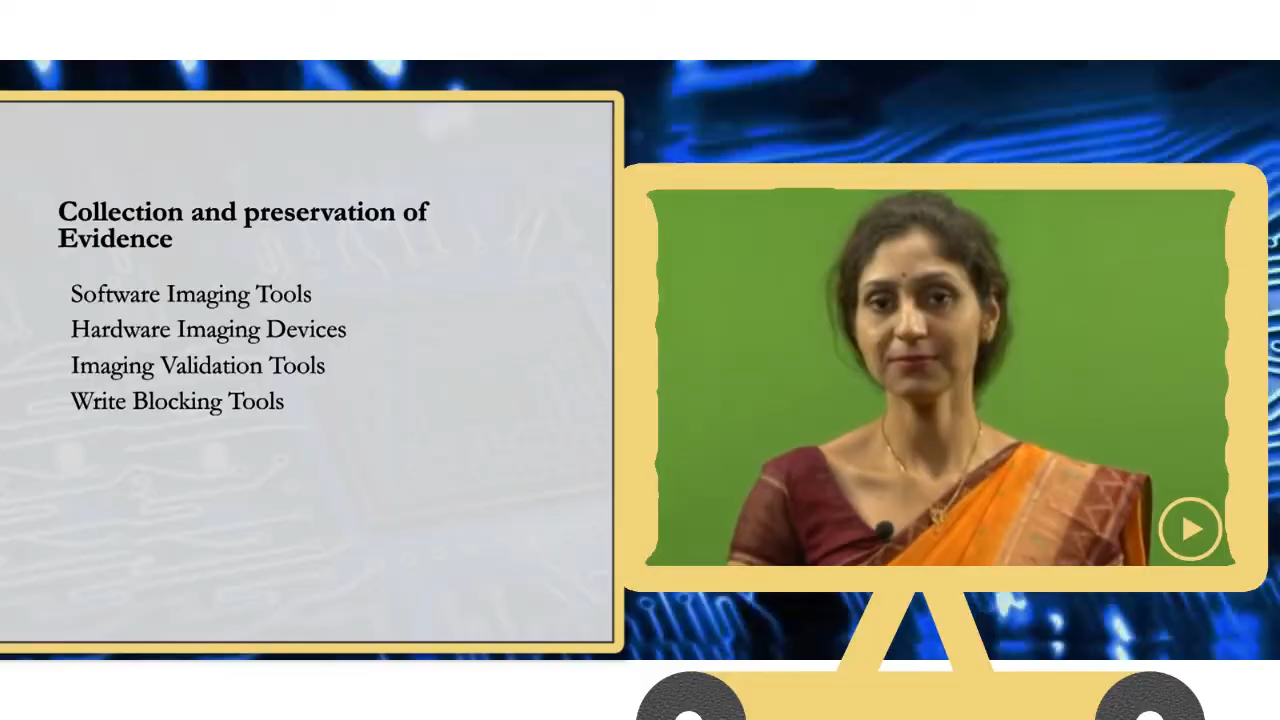 Collection and preservation of
Evidence
Software Imaging Tools
Hardware Imaging Devices
Imaging Validation Tools
Write Blocking Tools